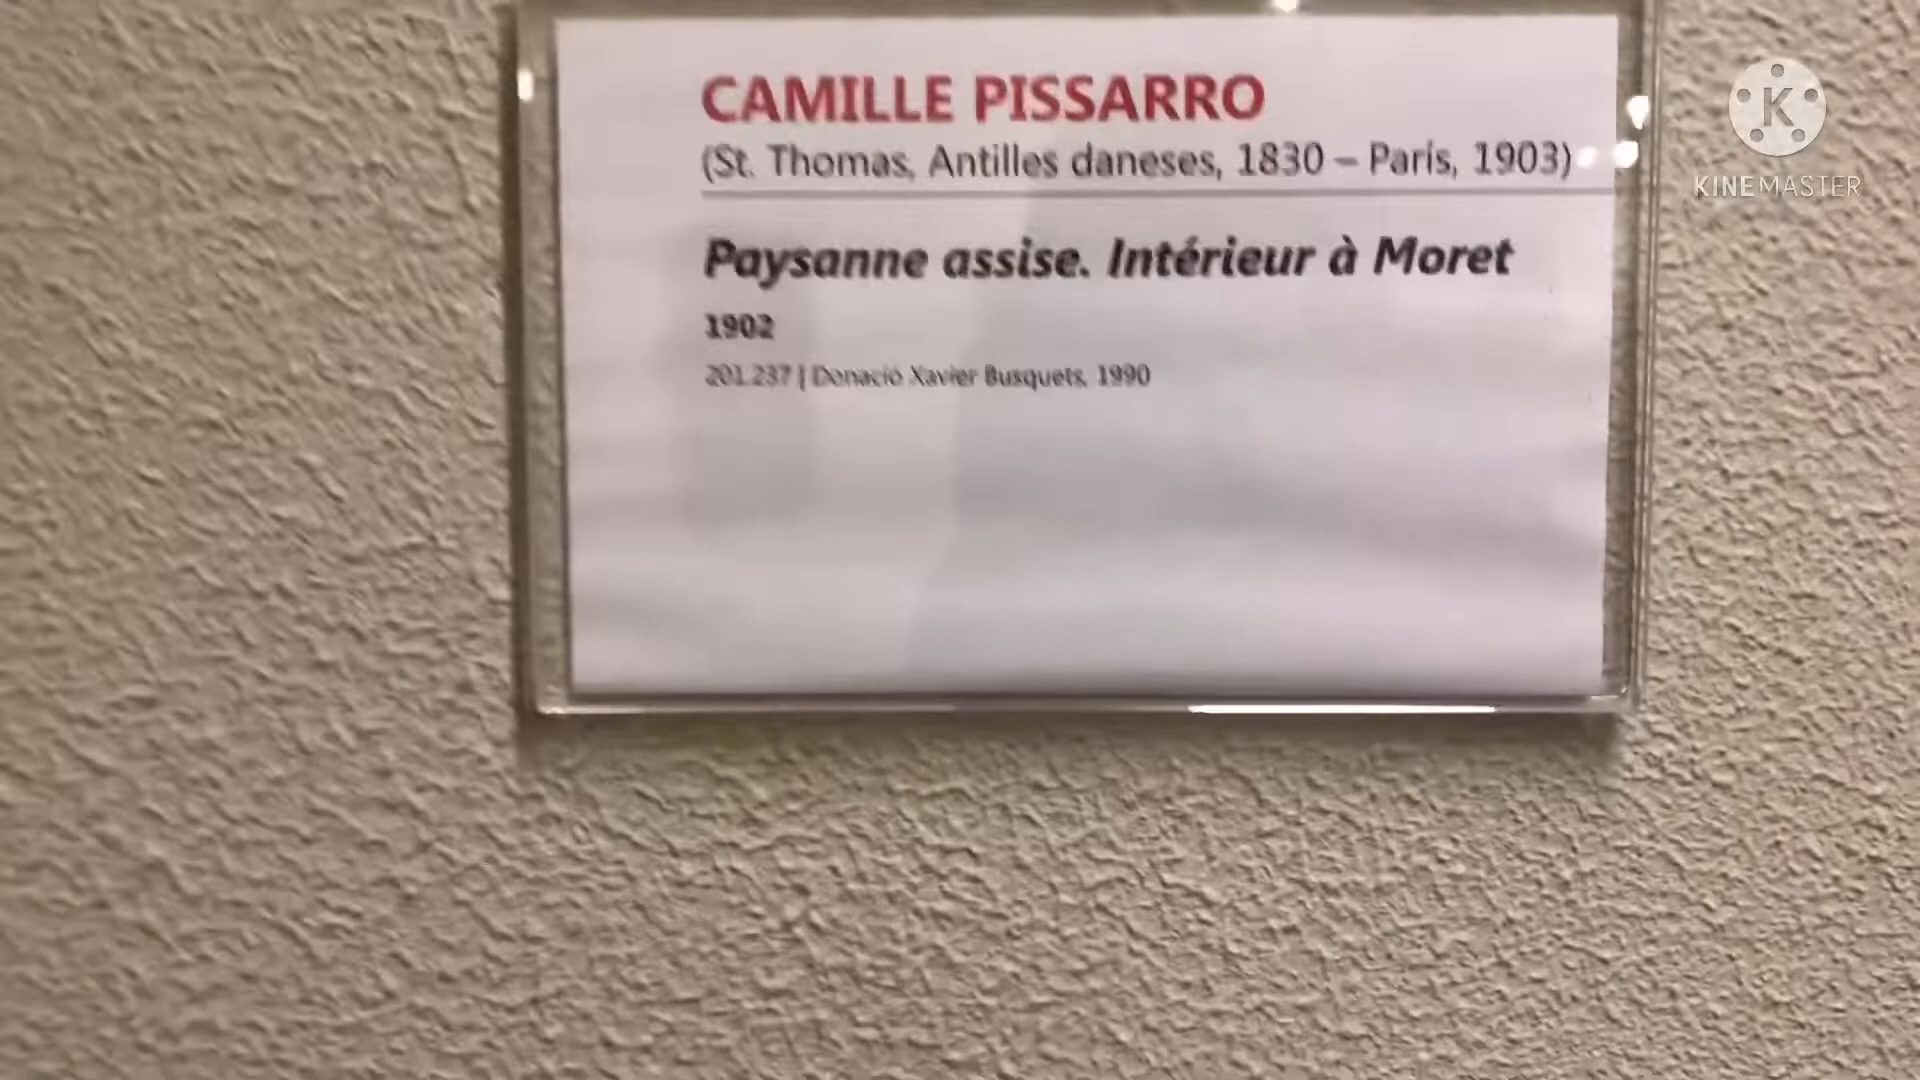 CAMILLE PISSARRO
(St. Thomas, Antilles daneses, 1830 – París, 1903)
Paysanne assise. Intérieur à Moret
1902
201.237 | Donació Xavier Busquets, 1990
K
KINEMASTER